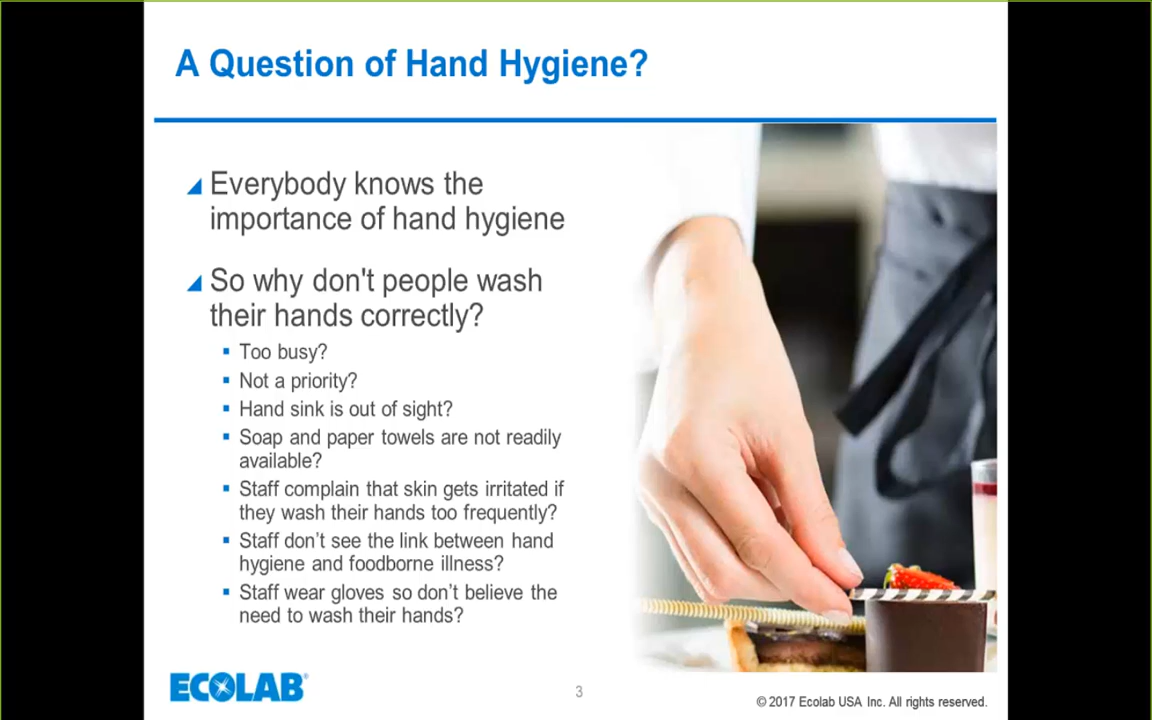 A Question of Hand Hygiene?
Everybody knows the
importance of hand hygiene
So why don't people wash
their hands correctly?
Too busy?
Not a priority?
Hand sink is out of sight?
Soap and paper towels are not readily
available?
Staff complain that skin gets irritated if
they wash their hands too frequently?
Staff don’t see the link between hand
hygiene and foodborne illness?
Staff wear gloves so don’t believe the
need to wash their hands?
ECOLAB®
3
© 2017 Ecolab USA Inc. All rights reserved.